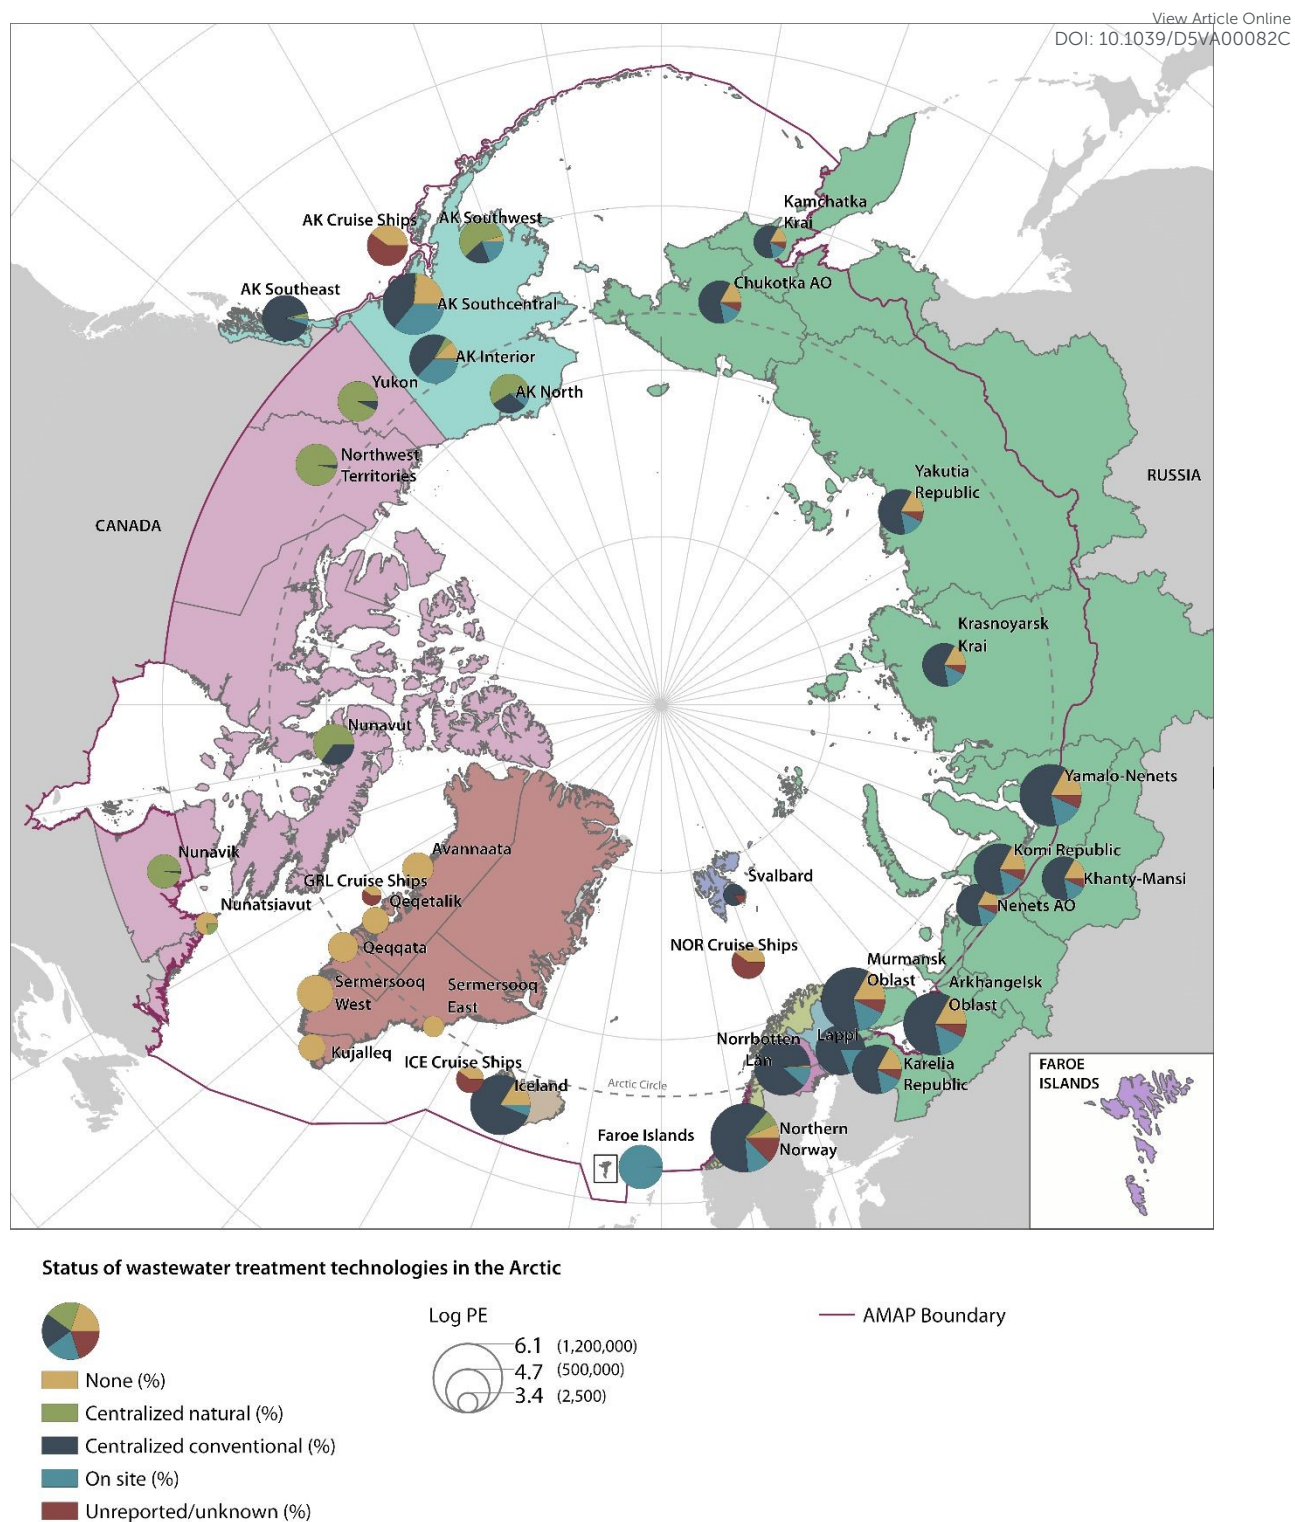 View Article Online
DOI: 10.1039/D5VA00082C
Kamchatka
Krai
AK Cruise Ships
AK Southwest
Chukotka AO
AK Southeast
AK Southcentral
AK Interior
Yukon
AK North
Northwest
Territories
Yakutia
Republic
RUSSIA
CANADA
Krasnoyarsk
Krai
Nunavut
Yamalo-Nenets
Avannaata
Komi Republic
Nunavik
GRL Cruise Ships
Svalbard
Khanty-Mansi
Qeqetalik
Nunatsiavut
Nenets AO
Qeqqata
NOR Cruise Ships
Murmansk
Oblast
Sermersooq
West
Sermersooq
East
Arkhangelsk
Oblast
Norrbotten
Län
Lappi
Kujalleq
ICE Cruise Ships
Iceland
Arctic Circle
Karelia
Republic
FAROE
ISLANDS
Faroe Islands
Northern
Norway
Status of wastewater treatment technologies in the Arctic
Log PE
6.1 (1,200,000)
4.7 (500,000)
3.4 (2,500)
AMAP Boundary
None (%)
Centralized natural (%)
Centralized conventional (%)
On site (%)
Unreported/unknown (%)